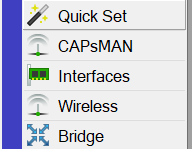 Quick Set
CAPsMAN
Interfaces
Wireless
Bridge